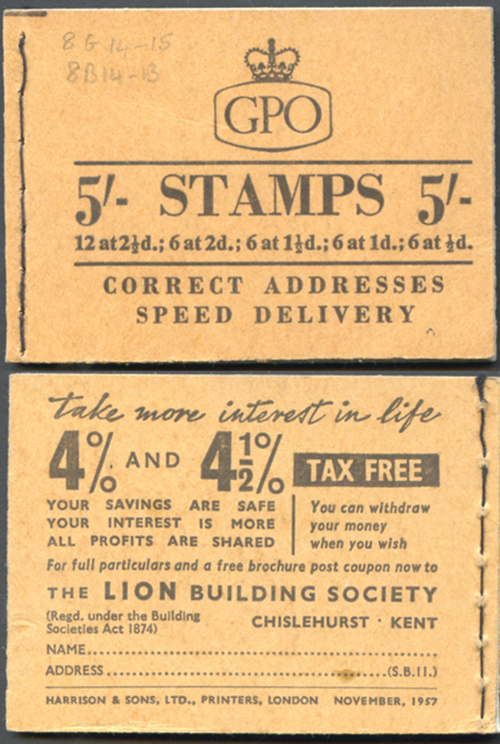 8G14-15
8B14-13
GPO
5/- STAMPS 5/-
12 at 2½d.; 6 at 2d.; 6 at 1½d.; 6 at 1d.; 6 at ½d.
CORRECT ADDRESSES
SPEED DELIVERY
Take more interest in life
4% AND 4½% TAX FREE
YOUR SAVINGS ARE SAFE
YOUR INTEREST IS MORE
ALL PROFITS ARE SHARED
You can withdraw
your money
when you wish
For full particulars and a free brochure post coupon now to
THE LION BUILDING SOCIETY
(Regd. under the Building
Societies Act 1874)
CHISLEHURST · KENT
NAME
ADDRESS (S.B.11.)
HARRISON & SONS, LTD., PRINTERS, LONDON NOVEMBER, 1957